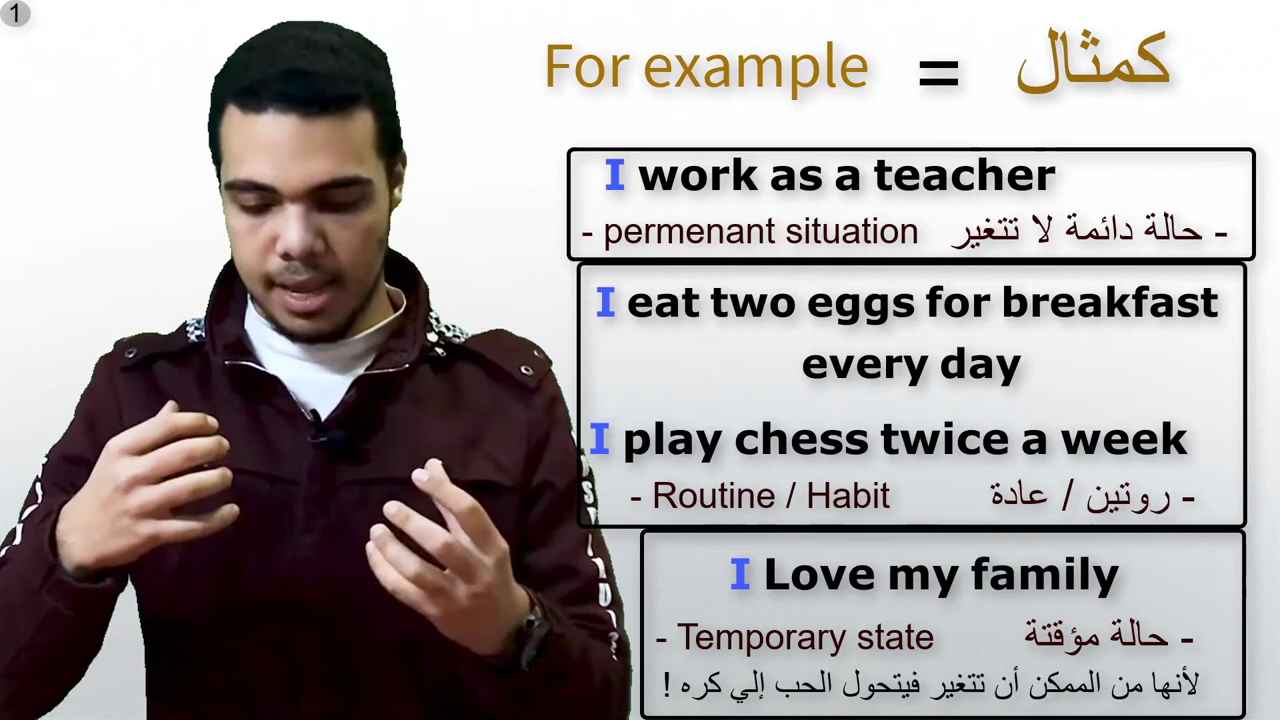 1
For example = كمثال
I work as a teacher
- permenant situation - حالة دائمة لا تتغير
I eat two eggs for breakfast
every day
I play chess twice a week
- Routine / Habit - روتين / عادة
I Love my family
- Temporary state - حالة مؤقتة
لأنها من الممكن أن تتغير فيتحول الحب إلي كره !